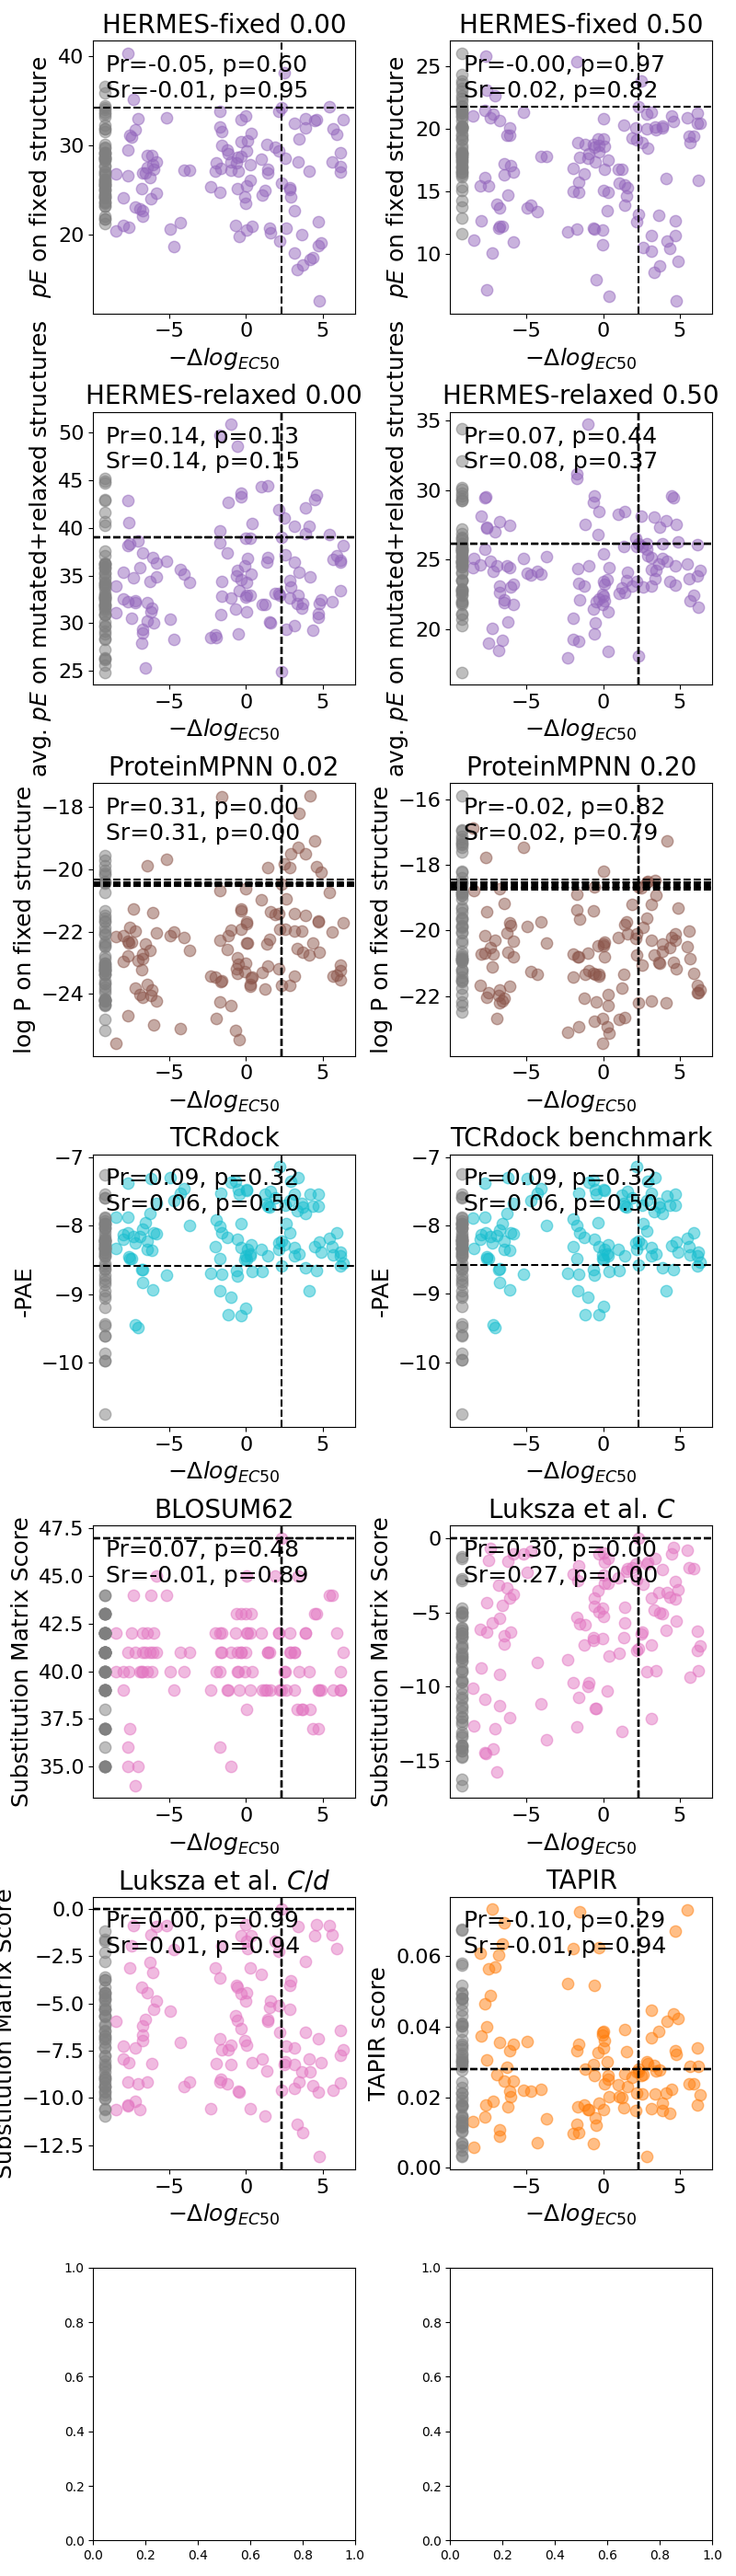 HERMES-fixed 0.00
Pr=-0.05, p=0.60
Sr=-0.01, p=0.95
pE on fixed structure
40
30
20
−5 0 5
−Δlog_EC50
HERMES-fixed 0.50
Pr=-0.00, p=0.97
Sr=0.02, p=0.82
pE on fixed structure
25
20
15
10
−5 0 5
−Δlog_EC50
HERMES-relaxed 0.00
Pr=0.14, p=0.13
Sr=0.14, p=0.15
avg. pE on mutated+relaxed structures
50
45
40
35
30
25
−5 0 5
−Δlog_EC50
HERMES-relaxed 0.50
Pr=0.07, p=0.44
Sr=0.08, p=0.37
avg. pE on mutated+relaxed structures
35
30
25
20
−5 0 5
−Δlog_EC50
ProteinMPNN 0.02
Pr=0.31, p=0.00
Sr=0.31, p=0.00
log P on fixed structure
−18
−20
−22
−24
−5 0 5
−Δlog_EC50
ProteinMPNN 0.20
Pr=-0.02, p=0.82
Sr=0.02, p=0.79
log P on fixed structure
−16
−18
−20
−22
−5 0 5
−Δlog_EC50
TCRdock
Pr=0.09, p=0.32
Sr=0.06, p=0.50
-PAE
−7
−8
−9
−10
−5 0 5
−Δlog_EC50
TCRdock benchmark
Pr=0.09, p=0.32
Sr=0.06, p=0.50
-PAE
−7
−8
−9
−10
−5 0 5
−Δlog_EC50
BLOSUM62
Pr=0.07, p=0.48
Sr=-0.01, p=0.89
Substitution Matrix Score
47.5
45.0
42.5
40.0
37.5
35.0
−5 0 5
−Δlog_EC50
Luksza et al. C
Pr=0.30, p=0.00
Sr=0.27, p=0.00
Substitution Matrix Score
0
−5
−10
−15
−5 0 5
−Δlog_EC50
Luksza et al. C/d
Pr=0.00, p=0.99
Sr=0.01, p=0.94
Substitution Matrix Score
0.0
−2.5
−5.0
−7.5
−10.0
−12.5
−5 0 5
−Δlog_EC50
TAPIR
Pr=-0.10, p=0.29
Sr=-0.01, p=0.94
TAPIR score
0.06
0.04
0.02
0.00
−5 0 5
−Δlog_EC50
1.0
0.8
0.6
0.4
0.2
0.0
0.0 0.2 0.4 0.6 0.8 1.0
1.0
0.8
0.6
0.4
0.2
0.0
0.0 0.2 0.4 0.6 0.8 1.0